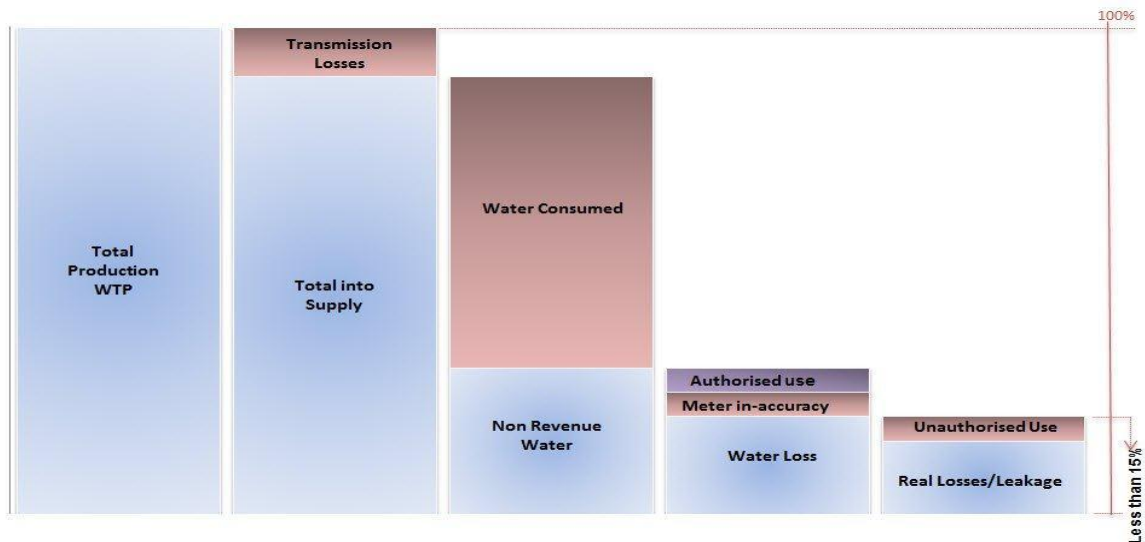 100%
Transmission
Losses
Water Consumed
Total
Production
WTP
Total into
Supply
Authorised use
Meter in-accuracy
Non Revenue
Water
Water Loss
Unauthorised Use
Real Losses/Leakage
Less than 15%